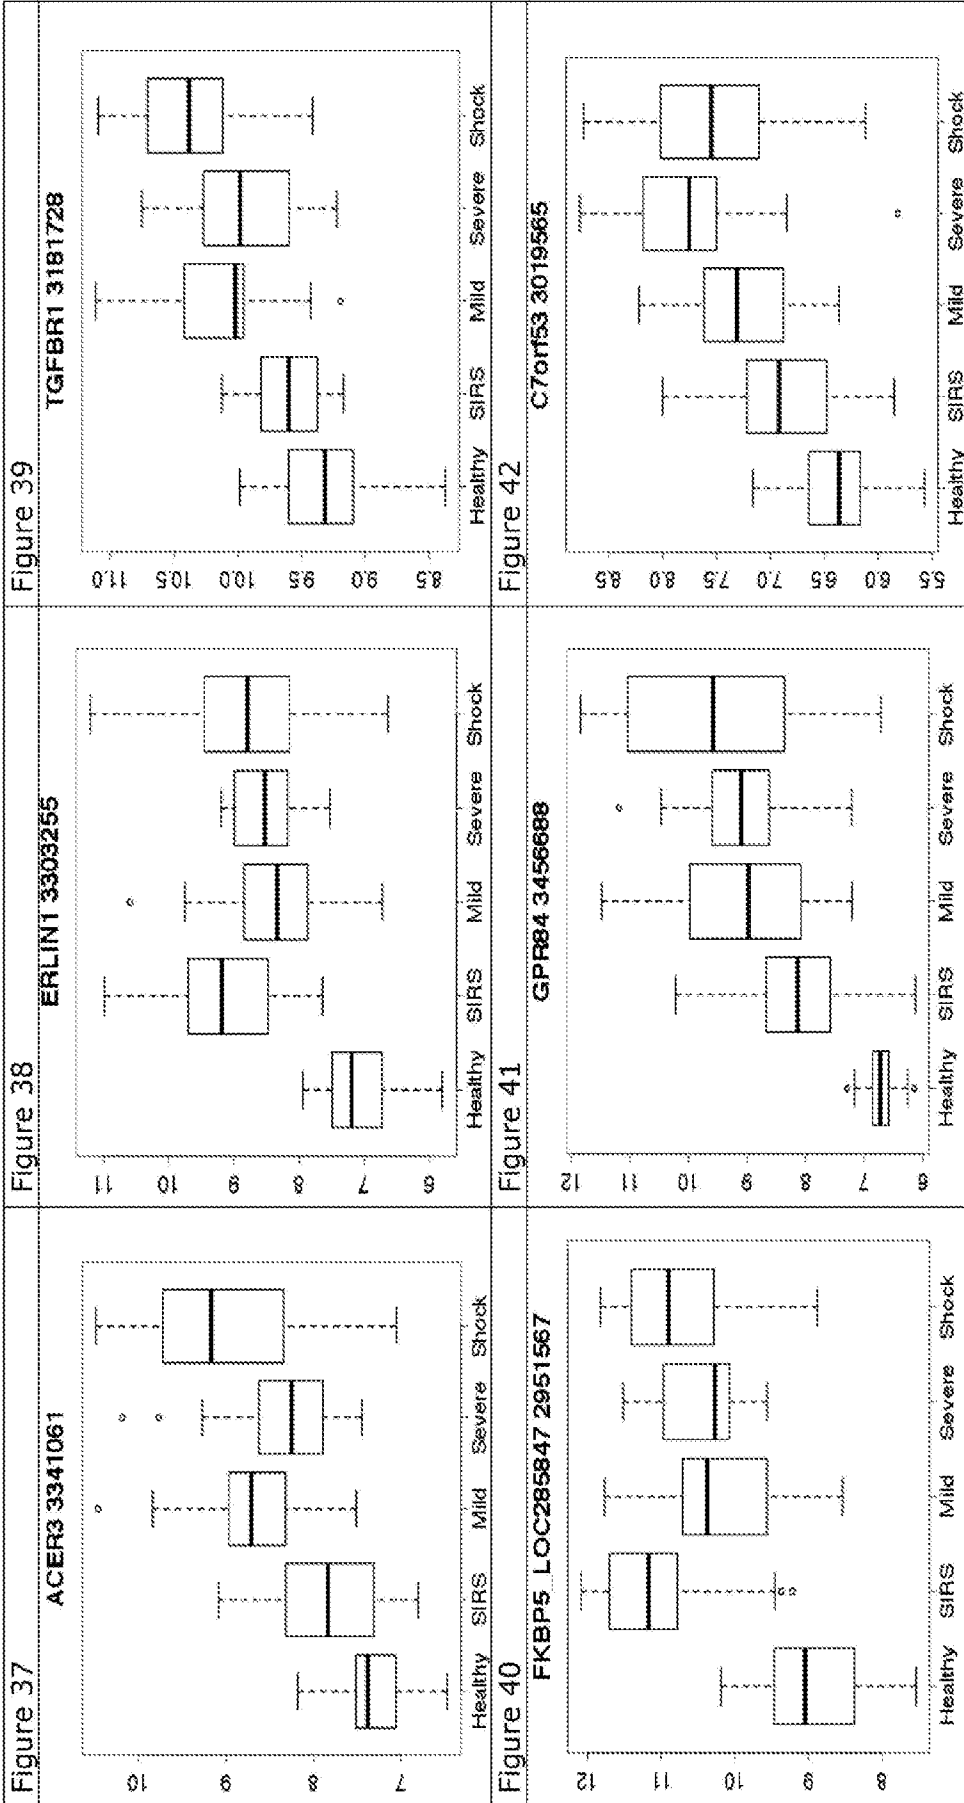 Figure 37
ACER3 3341061
10
9
8
7
Healthy SIRS Mild Severe Shock
Figure 38
ERLIN1 3303255
11
10
9
8
7
6
Healthy SIRS Mild Severe Shock
Figure 39
TGFBR1 3181728
11.0
10.5
10.0
9.5
9.0
8.5
Healthy SIRS Mild Severe Shock
Figure 40
FKBP5_LOC285847 2951567
12
11
10
9
8
Healthy SIRS Mild Severe Shock
Figure 41
GPR84 3456688
12
11
10
9
8
7
6
Healthy SIRS Mild Severe Shock
Figure 42
C7orf53 3019565
8.5
8.0
7.5
7.0
6.5
6.0
5.5
Healthy SIRS Mild Severe Shock